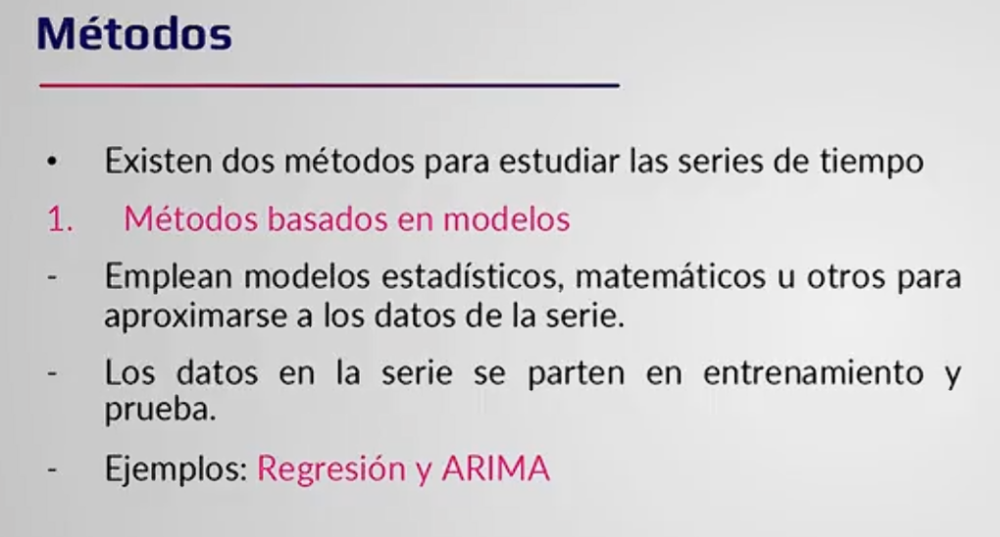 Métodos
• Existen dos métodos para estudiar las series de tiempo
1. Métodos basados en modelos
- Emplean modelos estadísticos, matemáticos u otros para
aproximarse a los datos de la serie.
- Los datos en la serie se parten en entrenamiento y
prueba.
- Ejemplos: Regresión y ARIMA